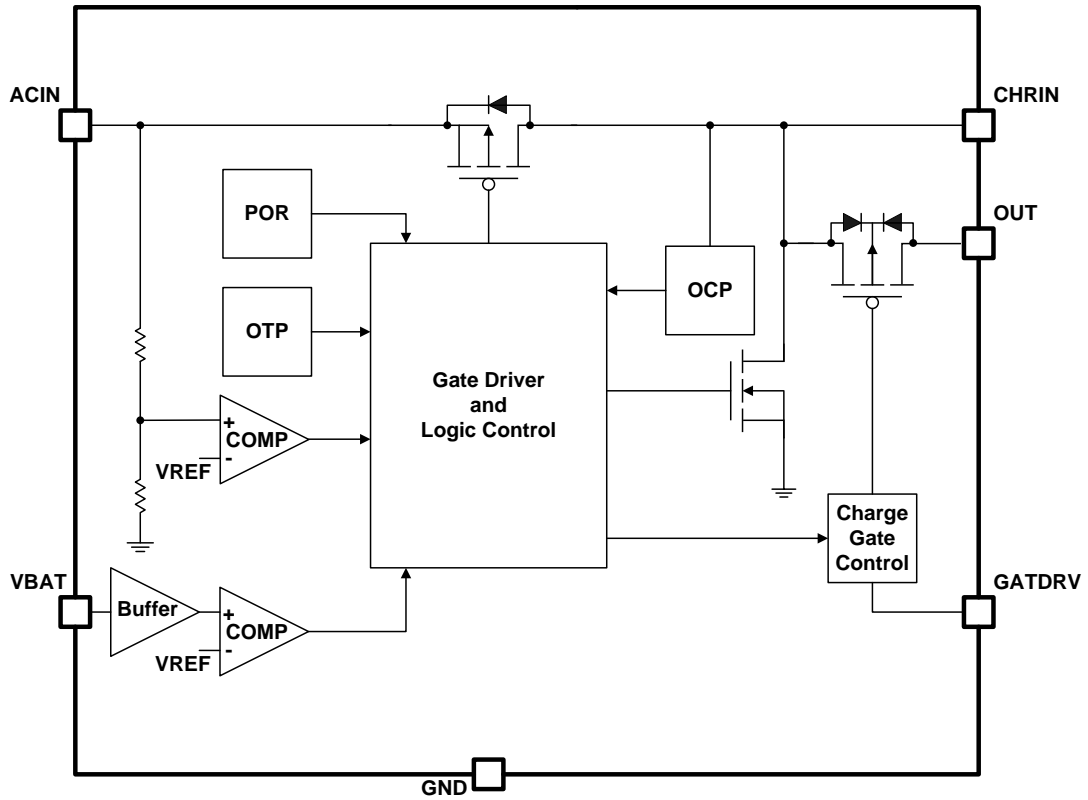 ACIN
CHRIN
POR
OUT
OTP
OCP
Gate Driver
and
Logic Control
+
COMP
VREF
-
Charge
Gate
Control
VBAT
GATDRV
Buffer
+
COMP
VREF
-
GND